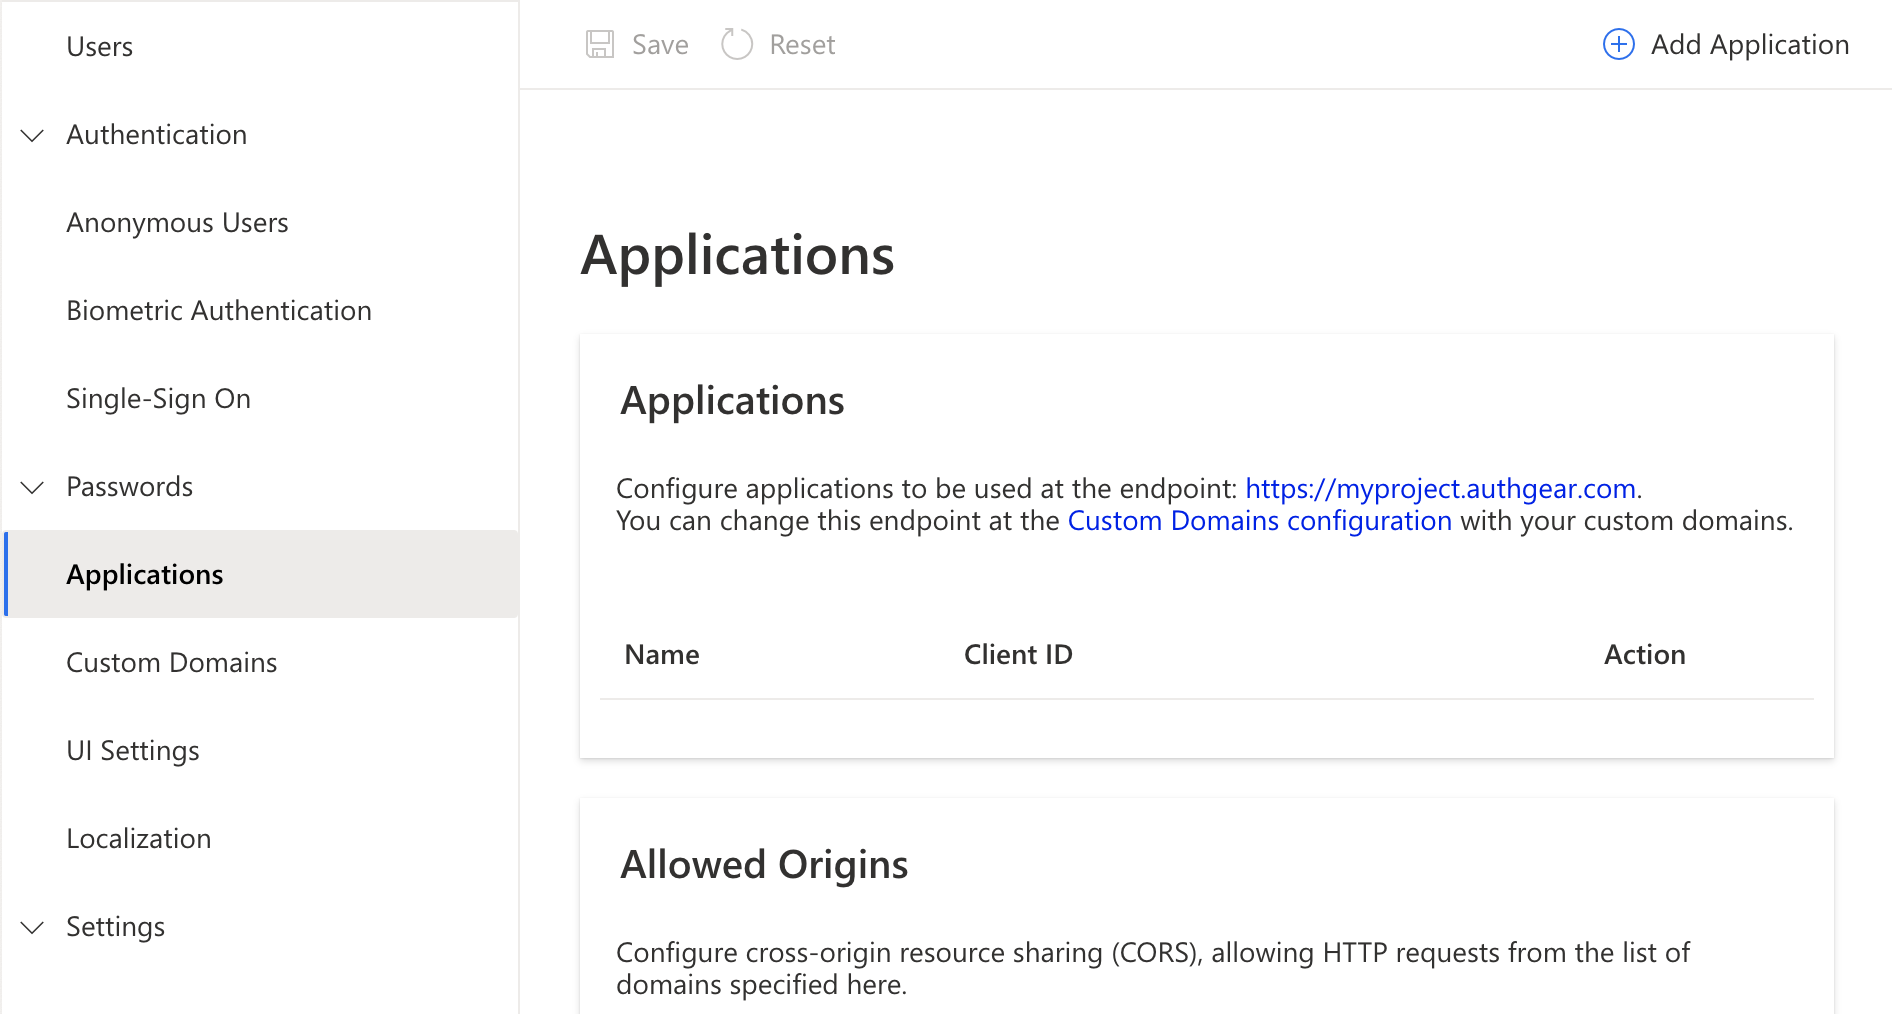 Users
Authentication
Anonymous Users
Biometric Authentication
Single-Sign On
Passwords
Applications
Custom Domains
UI Settings
Localization
Settings
Save
Reset
Add Application
Applications
Applications
Configure applications to be used at the endpoint: https://myproject.authgear.com.
You can change this endpoint at the Custom Domains configuration with your custom domains.
Name
Client ID
Action
Allowed Origins
Configure cross-origin resource sharing (CORS), allowing HTTP requests from the list of
domains specified here.